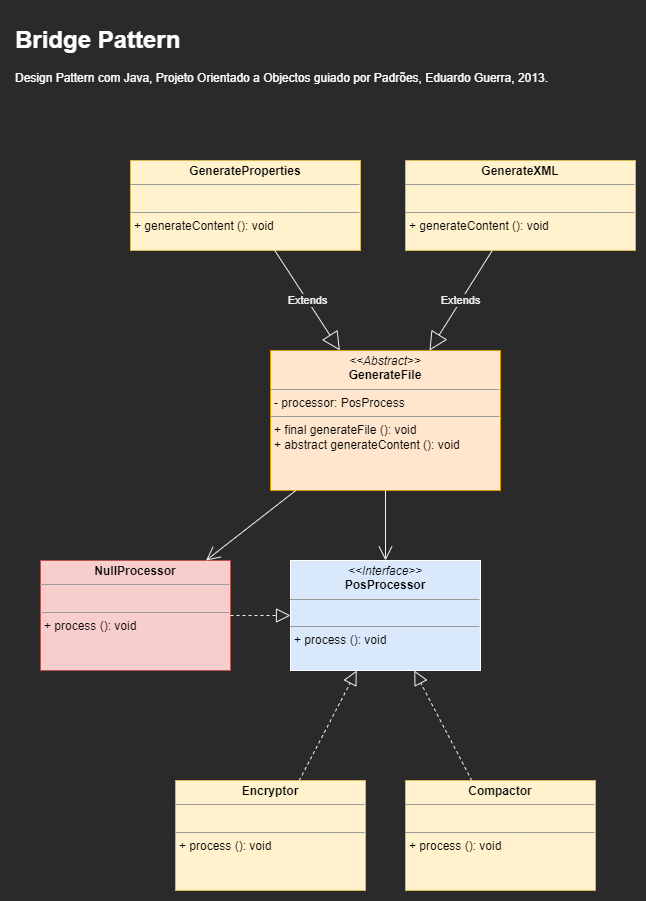 Bridge Pattern
Design Pattern com Java, Projeto Orientado a Objectos guiado por Padrões, Eduardo Guerra, 2013.
GenerateProperties
+ generateContent (): void
GenerateXML
+ generateContent (): void
Extends
Extends
<<Abstract>>
GenerateFile
- processor: PosProcess
+ final generateFile (): void
+ abstract generateContent (): void
NullProcessor
+ process (): void
<<Interface>>
PosProcessor
+ process (): void
Encryptor
+ process (): void
Compactor
+ process (): void